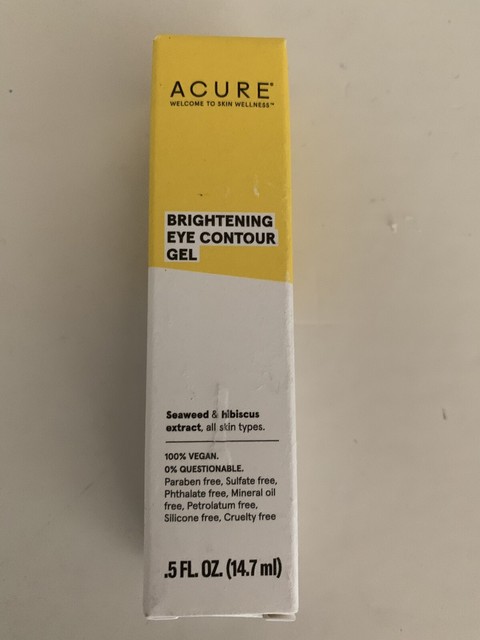 ACURE®
WELCOME TO SKIN WELLNESS™
BRIGHTENING
EYE CONTOUR
GEL
Seaweed & hibiscus
extract, all skin types.
100% VEGAN.
0% QUESTIONABLE.
Paraben free, Sulfate free,
Phthalate free, Mineral oil
free, Petrolatum free,
Silicone free, Cruelty free
.5 FL. OZ. (14.7 ml)